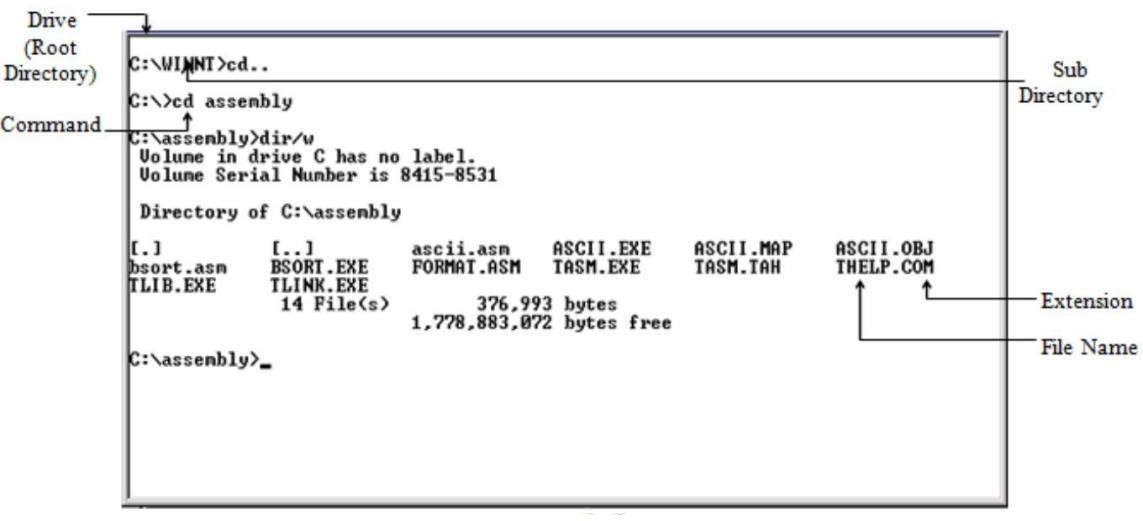 Drive
(Root
Directory)
Command
C:\WINNT>cd..
C:\>cd assembly
C:\assembly>dir/w
Volume in drive C has no label.
Volume Serial Number is 8415-8531
Directory of C:\assembly
[.] [..] ascii.asm ASCII.EXE ASCII.MAP ASCII.OBJ
bsort.asm BSORT.EXE FORMAT.ASM TASM.EXE TASM.TAH THELP.COM
TLIB.EXE TLINK.EXE
14 File(s) 376,993 bytes
1,778,883,072 bytes free
C:\assembly>_
Sub
Directory
Extension
File Name